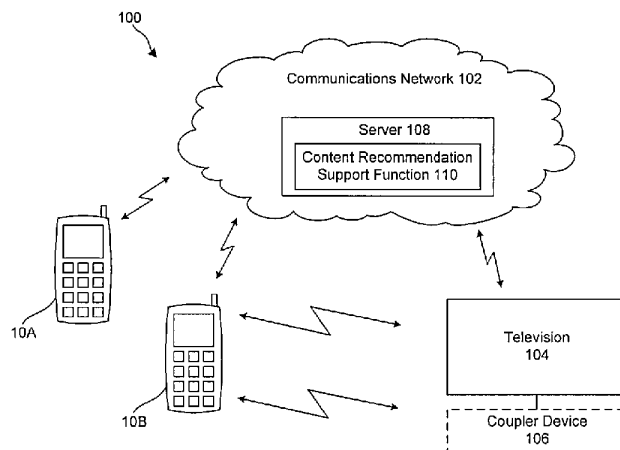 100
Communications Network 102
Server 108
Content Recommendation
Support Function 110
10A
10B
Television
104
Coupler Device
106